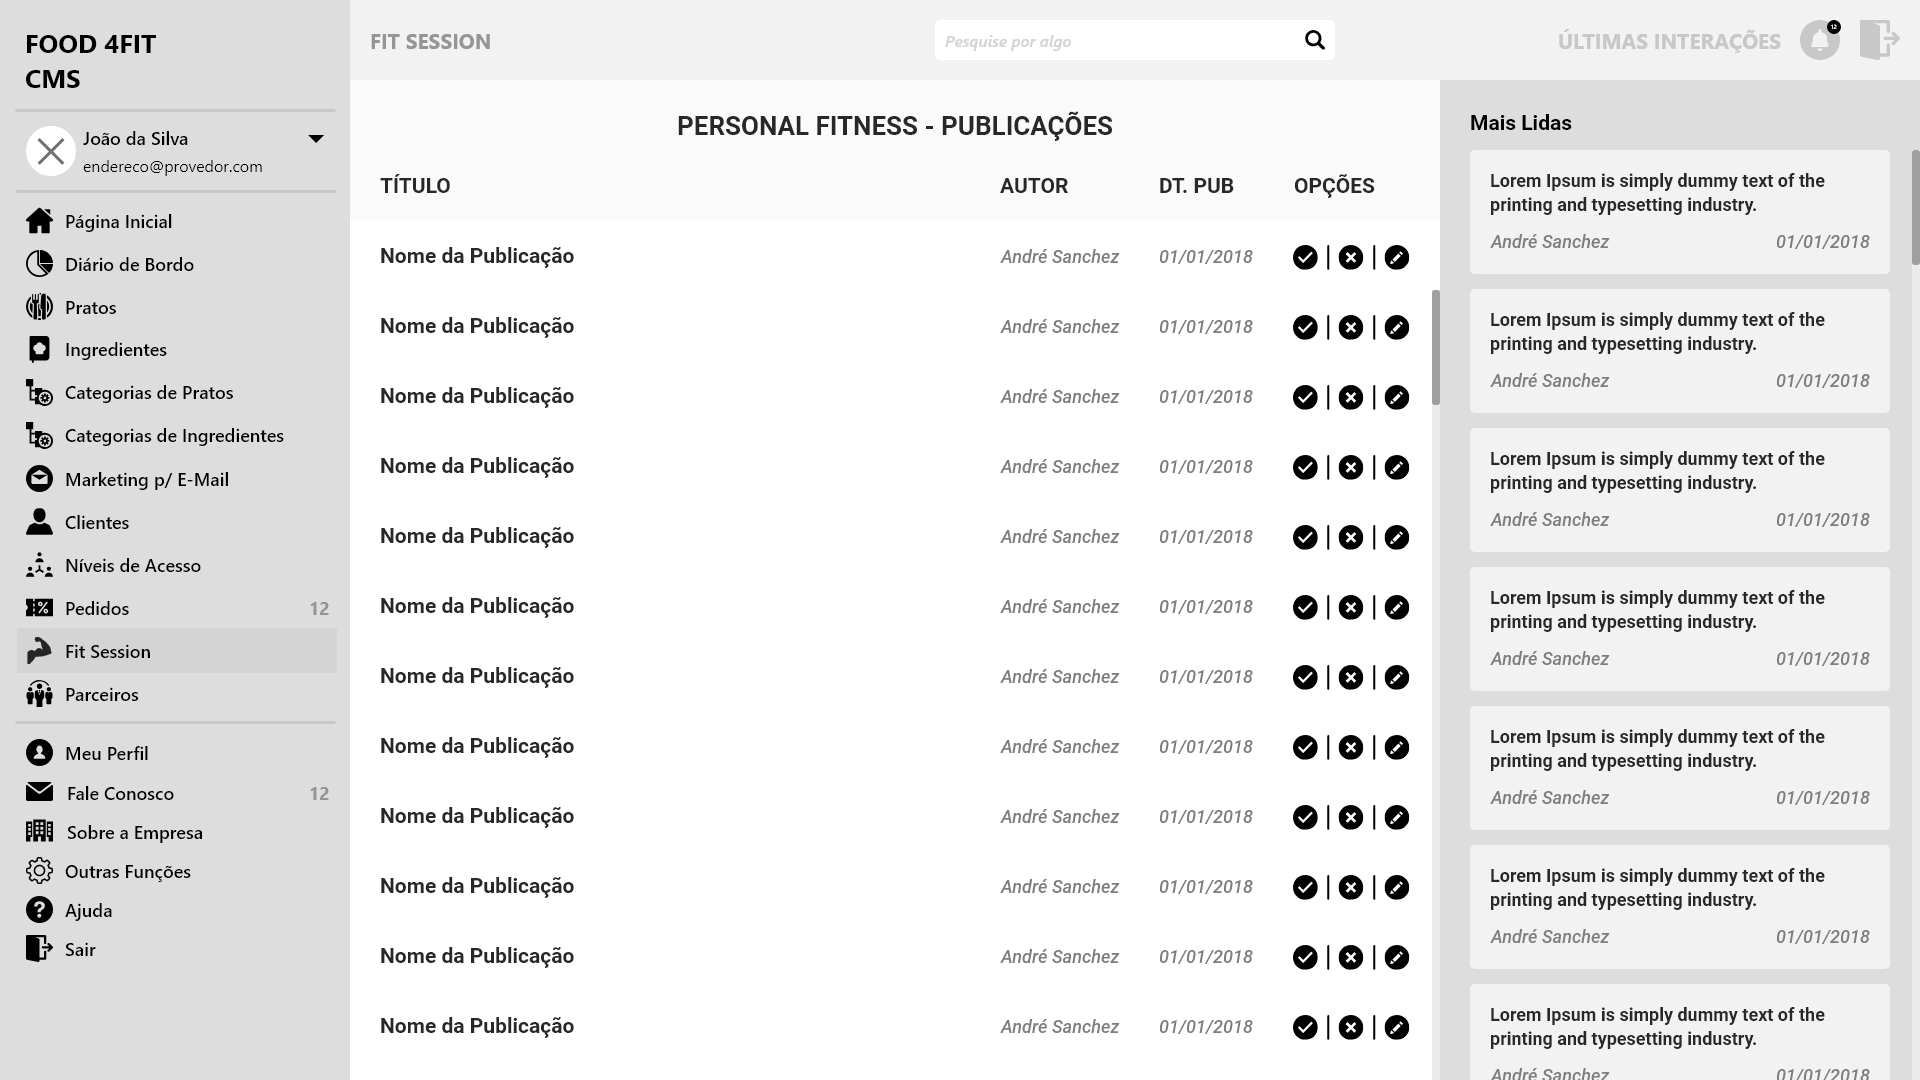 FOOD 4FIT
CMS
João da Silva
endereco@provedor.com
Página Inicial
Diário de Bordo
Pratos
Ingredientes
Categorias de Pratos
Categorias de Ingredientes
Marketing p/ E-Mail
Clientes
Níveis de Acesso
Pedidos 12
Fit Session
Parceiros
Meu Perfil
Fale Conosco 12
Sobre a Empresa
Outras Funções
Ajuda
Sair
FIT SESSION
Pesquise por algo
ÚLTIMAS INTERAÇÕES
12
PERSONAL FITNESS - PUBLICAÇÕES
TÍTULO AUTOR DT. PUB OPÇÕES
Nome da Publicação André Sanchez 01/01/2018
Nome da Publicação André Sanchez 01/01/2018
Nome da Publicação André Sanchez 01/01/2018
Nome da Publicação André Sanchez 01/01/2018
Nome da Publicação André Sanchez 01/01/2018
Nome da Publicação André Sanchez 01/01/2018
Nome da Publicação André Sanchez 01/01/2018
Nome da Publicação André Sanchez 01/01/2018
Nome da Publicação André Sanchez 01/01/2018
Nome da Publicação André Sanchez 01/01/2018
Nome da Publicação André Sanchez 01/01/2018
Nome da Publicação André Sanchez 01/01/2018
Mais Lidas
Lorem Ipsum is simply dummy text of the
printing and typesetting industry.
André Sanchez 01/01/2018
Lorem Ipsum is simply dummy text of the
printing and typesetting industry.
André Sanchez 01/01/2018
Lorem Ipsum is simply dummy text of the
printing and typesetting industry.
André Sanchez 01/01/2018
Lorem Ipsum is simply dummy text of the
printing and typesetting industry.
André Sanchez 01/01/2018
Lorem Ipsum is simply dummy text of the
printing and typesetting industry.
André Sanchez 01/01/2018
Lorem Ipsum is simply dummy text of the
printing and typesetting industry.
André Sanchez 01/01/2018
Lorem Ipsum is simply dummy text of the
printing and typesetting industry.
André Sanchez 01/01/2018